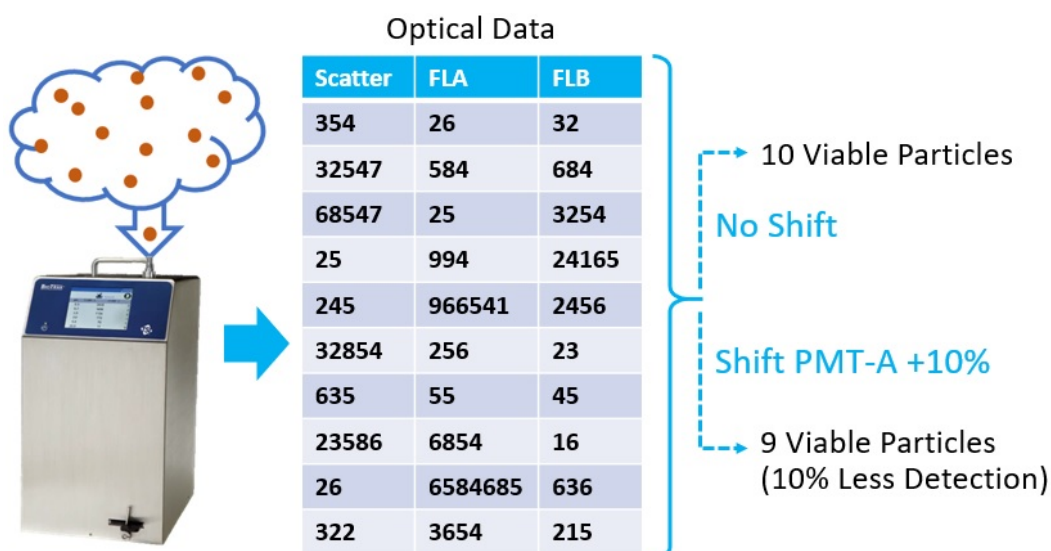 Optical Data
Scatter FLA FLB
354 26 32
32547 584 684
68547 25 3254
25 994 24165
245 966541 2456
32854 256 23
635 55 45
23586 6854 16
26 6584685 636
322 3654 215
10 Viable Particles
No Shift
Shift PMT-A +10%
9 Viable Particles
(10% Less Detection)